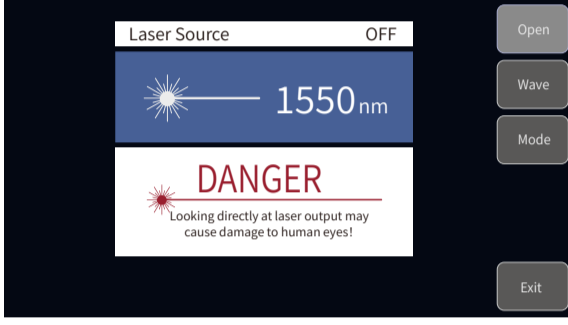 Laser Source OFF
1550nm
DANGER
Looking directly at laser output may
cause damage to human eyes!
Open
Wave
Mode
Exit